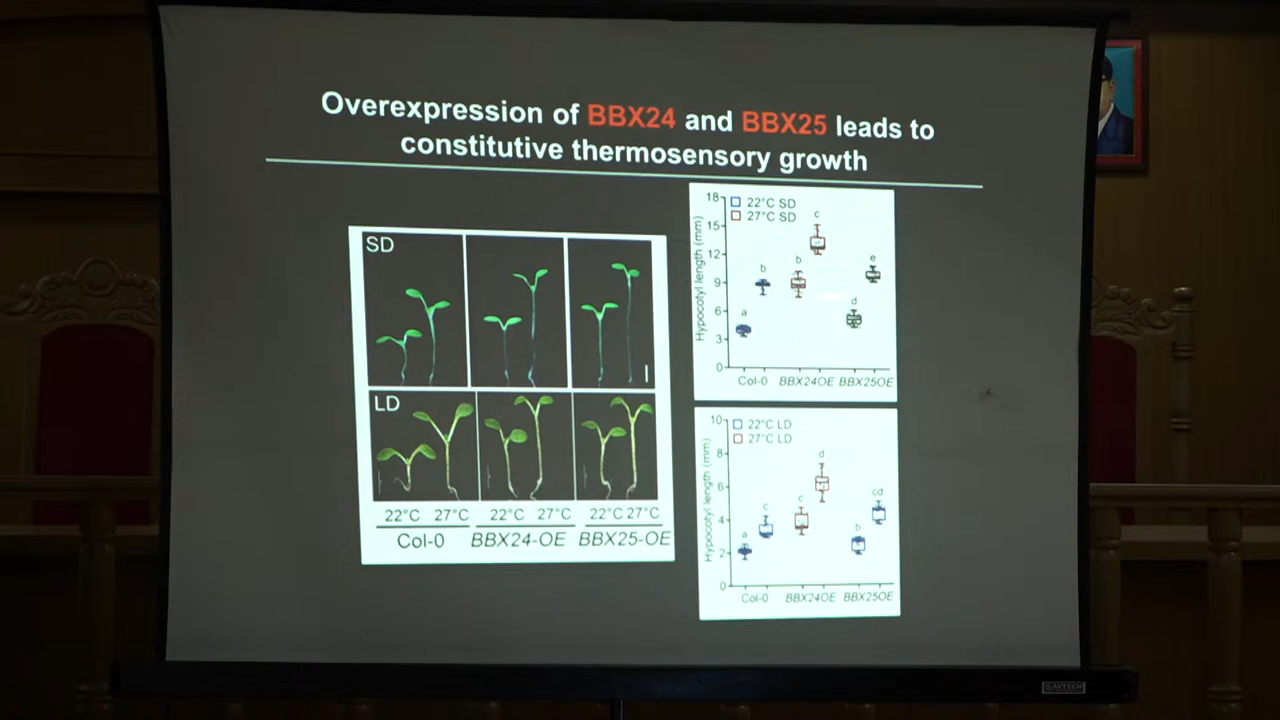 Overexpression of BBX24 and BBX25 leads to
constitutive thermosensory growth
SD
LD
22°C 27°C 22°C 27°C 22°C 27°C
Col-0 BBX24-OE BBX25-OE
Hypocotyl length (mm)
18
15
12
9
6
3
0
22°C SD
27°C SD
a b b c d e
Col-0 BBX24OE BBX25OE
Hypocotyl length (mm)
10
8
6
4
2
0
22°C LD
27°C LD
a c c d b cd
Col-0 BBX24OE BBX25OE
AVTECH